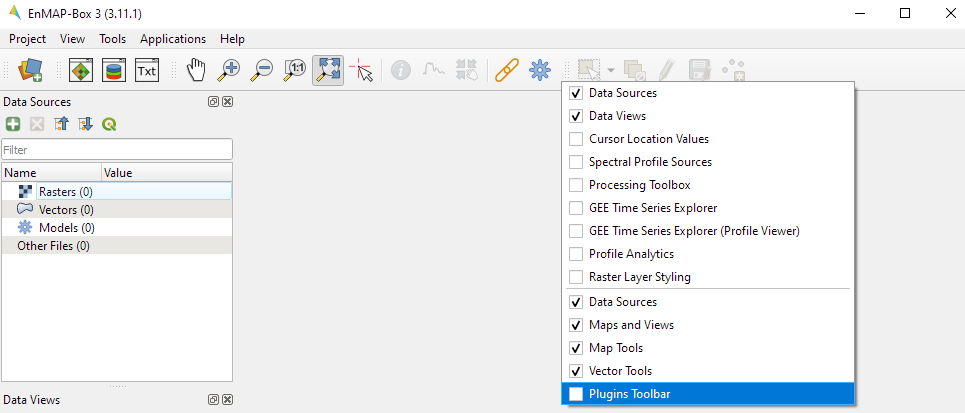 EnMAP-Box 3 (3.11.1)
Project View Tools Applications Help
Txt 1:1
Data Sources
Filter
Name Value
Rasters (0)
Vectors (0)
Models (0)
Other Files (0)
Data Views
Data Sources
Data Views
Cursor Location Values
Spectral Profile Sources
Processing Toolbox
GEE Time Series Explorer
GEE Time Series Explorer (Profile Viewer)
Profile Analytics
Raster Layer Styling
Data Sources
Maps and Views
Map Tools
Vector Tools
Plugins Toolbar